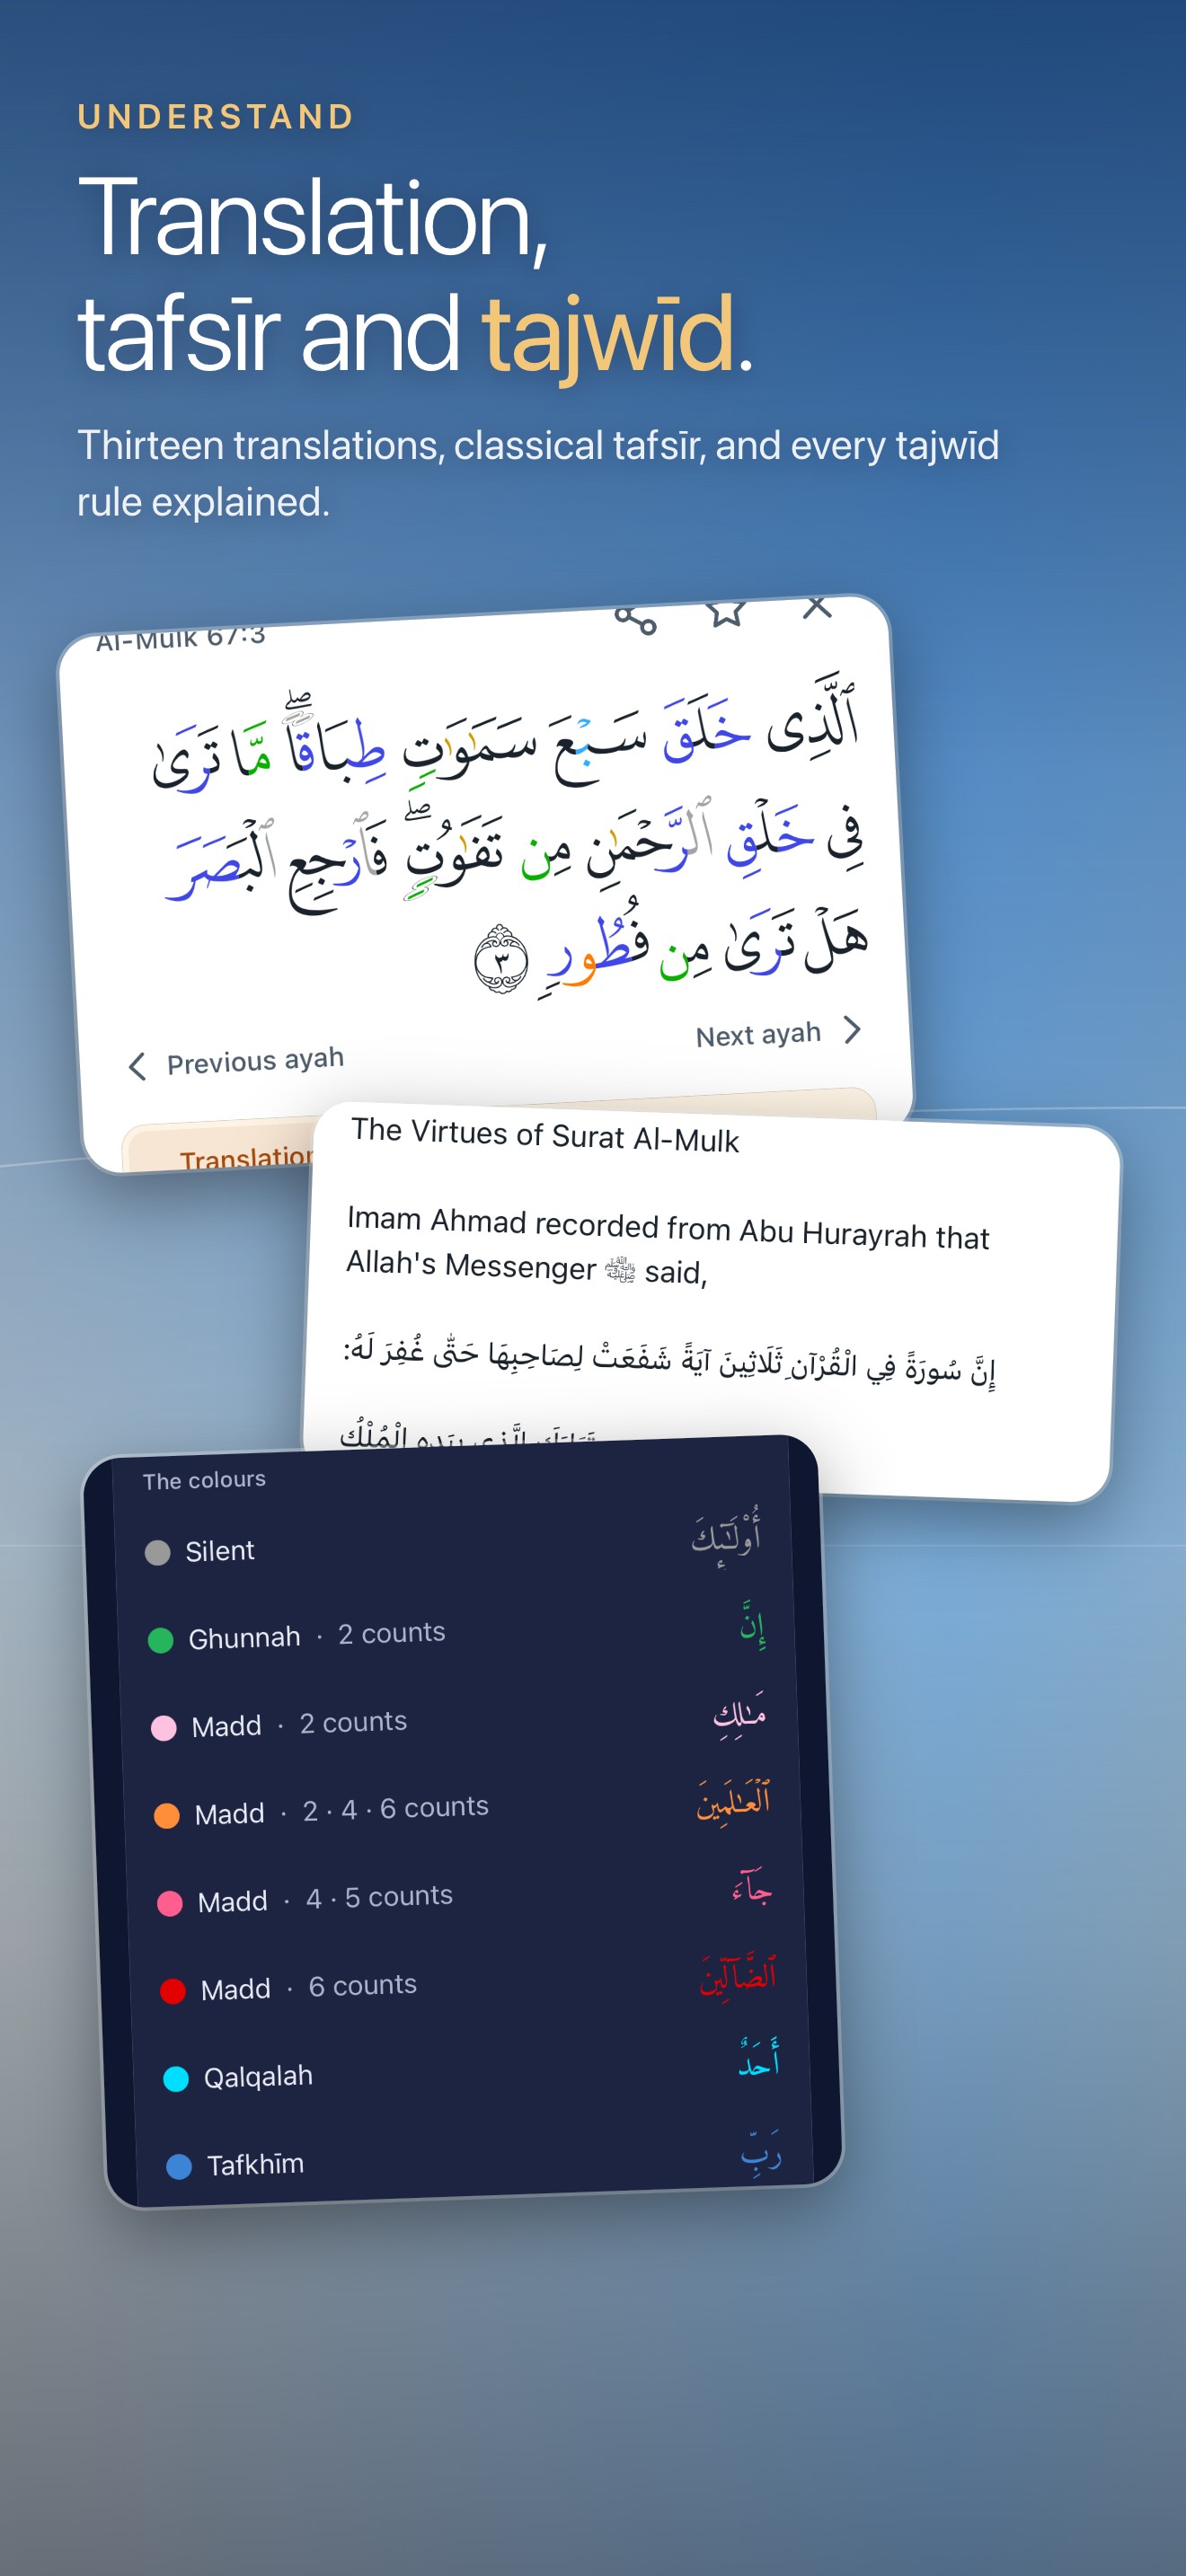 UNDERSTAND
Translation,
tafsīr and tajwīd.
Thirteen translations, classical tafsīr, and every tajwīd
rule explained.
Al-Mulk 67:3
ٱلَّذِى خَلَقَ سَبْعَ سَمَٰوَٰتٍ طِبَاقًا ۖ مَّا تَرَىٰ
فِى خَلْقِ ٱلرَّحْمَٰنِ مِن تَفَٰوُتٍ ۖ فَٱرْجِعِ ٱلْبَصَرَ
هَلْ تَرَىٰ مِن فُطُورٍ ٣
Previous ayah
Next ayah
The Virtues of Surat Al-Mulk
Imam Ahmad recorded from Abu Hurayrah that
Allah's Messenger ﷺ said,
إِنَّ سُورَةً فِي الْقُرْآنِ ثَلَاثِينَ آيَةً شَفَعَتْ لِصَاحِبِهَا حَتَّى غُفِرَ لَهُ:
تَبَارَكَ الَّذِي بِيَدِهِ الْمُلْكُ
The colours
Silent أُو۟لَٰٓئِكَ
Ghunnah · 2 counts إِنَّ
Madd · 2 counts مَٰلِكِ
Madd · 2 · 4 · 6 counts ٱلْعَٰلَمِينَ
Madd · 4 · 5 counts جَآءَ
Madd · 6 counts ٱلضَّآلِّينَ
Qalqalah أَحَدٌ
Tafkhīm رَبِّ